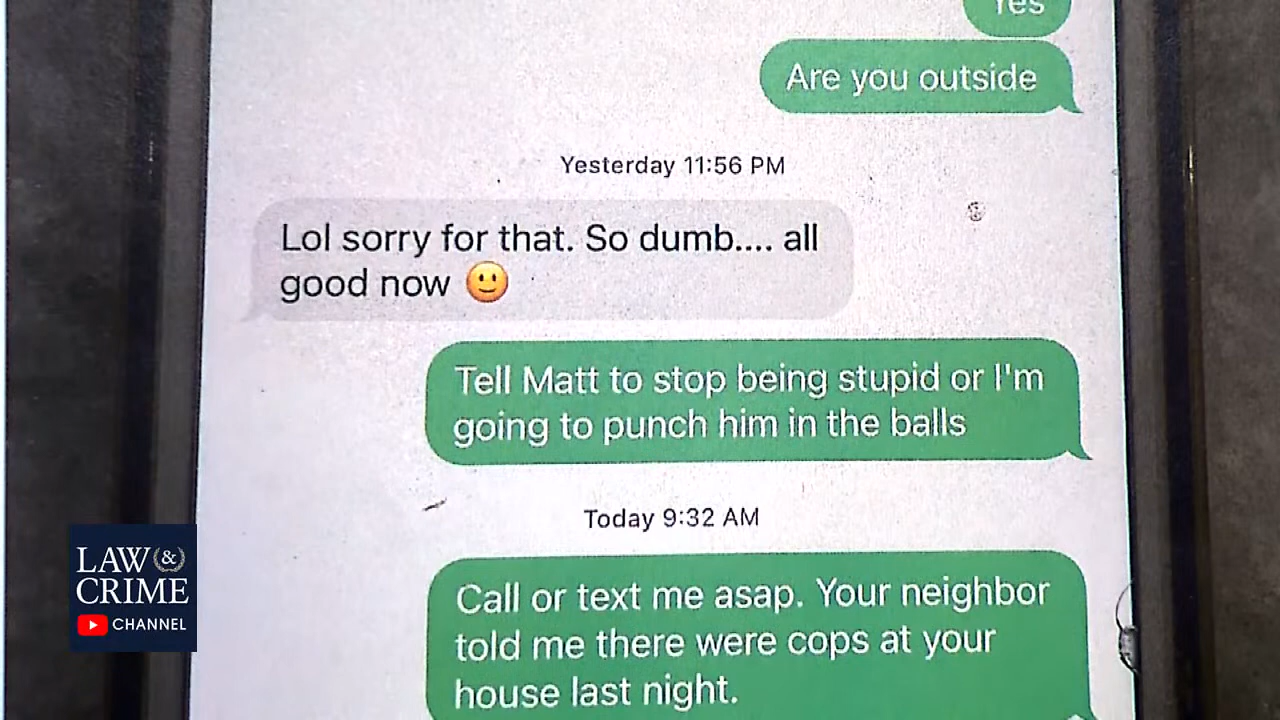 Yes
Are you outside
Yesterday 11:56 PM
Lol sorry for that. So dumb.... all
good now 🙂
Tell Matt to stop being stupid or I'm
going to punch him in the balls
Today 9:32 AM
Call or text me asap. Your neighbor
told me there were cops at your
house last night.
LAW &
CRIME
CHANNEL